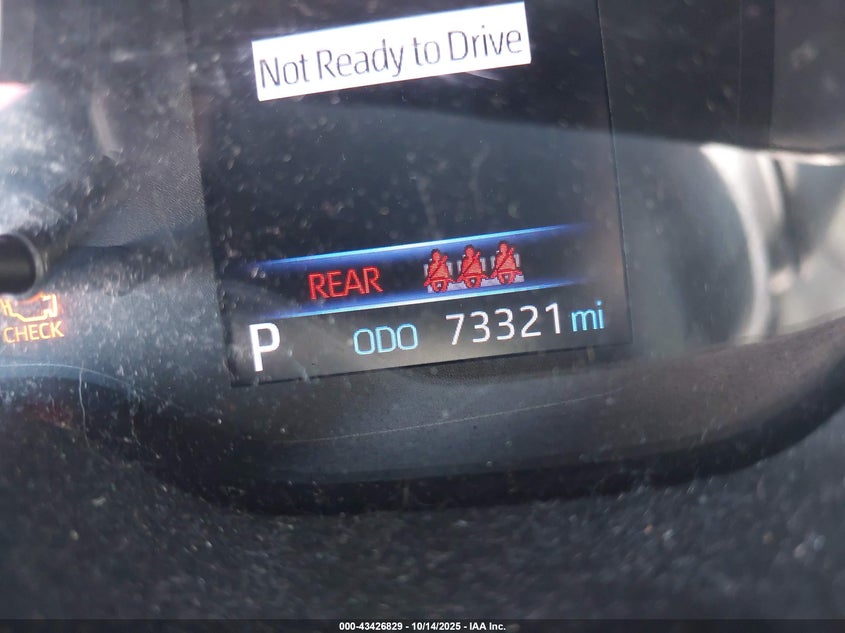 Not Ready to Drive
REAR
CHECK
P ODO 73321 mi
000-43426829 - 10/14/2025 - IAA Inc.